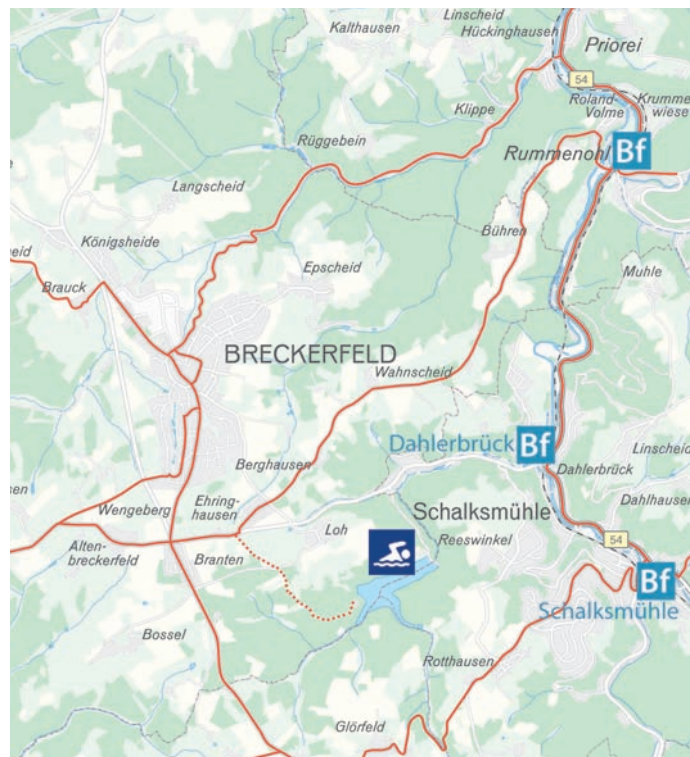 Linscheid
Hückinghausen
Kalthausen
Priorei
54
Roland-
Volme
Krumme
wiese
Klippe
Rüggebein
Rummenohl
Bf
Langscheid
Königsheide
Bühren
eid
Epscheid
Muhle
Brauck
BRECKERFELD
Wahnscheid
Dahlerbrück
Bf
Linscheid
Berghausen
Dahlerbrück
sen
Ehring-
hausen
Dahlhausen
Wengeberg
Loh
Schalksmühle
Alten-
breckerfeld
Branten
Reeswinkel
54
Bf
Schalksmühle
Bossel
Rotthausen
Glörfeld